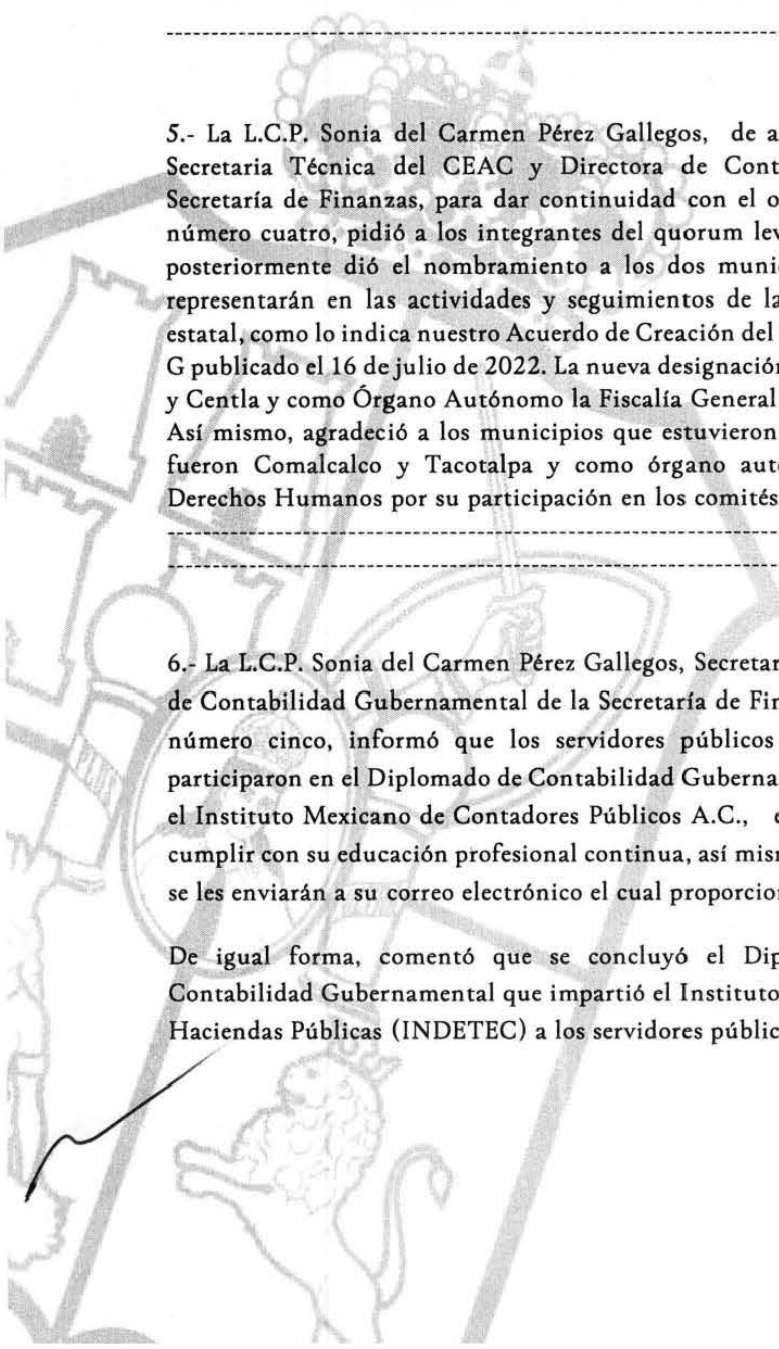 5.- La L.C.P. Sonia del Carmen Pérez Gallegos, de a
Secretaria Técnica del CEAC y Directora de Cont
Secretaría de Finanzas, para dar continuidad con el o
número cuatro, pidió a los integrantes del quorum lev
posteriormente dió el nombramiento a los dos muni
representarán en las actividades y seguimientos de la
estatal, como lo indica nuestro Acuerdo de Creación del
G publicado el 16 de julio de 2022. La nueva designación
y Centla y como Órgano Autónomo la Fiscalía General
Así mismo, agradeció a los municipios que estuvieron
fueron Comalcalco y Tacotalpa y como órgano aut
Derechos Humanos por su participación en los comités
6.- La L.C.P. Sonia del Carmen Pérez Gallegos, Secretar
de Contabilidad Gubernamental de la Secretaría de Fin
número cinco, informó que los servidores públicos
participaron en el Diplomado de Contabilidad Guberna
el Instituto Mexicano de Contadores Públicos A.C., e
cumplir con su educación profesional continua, así misr
se les enviarán a su correo electrónico el cual proporcio
De igual forma, comentó que se concluyó el Dip
Contabilidad Gubernamental que impartió el Instituto
Haciendas Públicas (INDETEC) a los servidores públic
PLUS